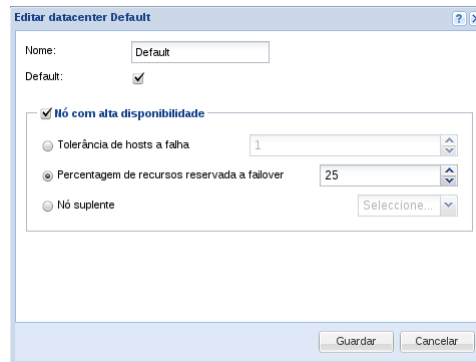 Editar datacenter Default
Nome: Default
Default:
Nó com alta disponibilidade
Tolerância de hosts a falha 1
Percentagem de recursos reservada a failover 25
Nó suplente Seleccione...
Guardar Cancelar